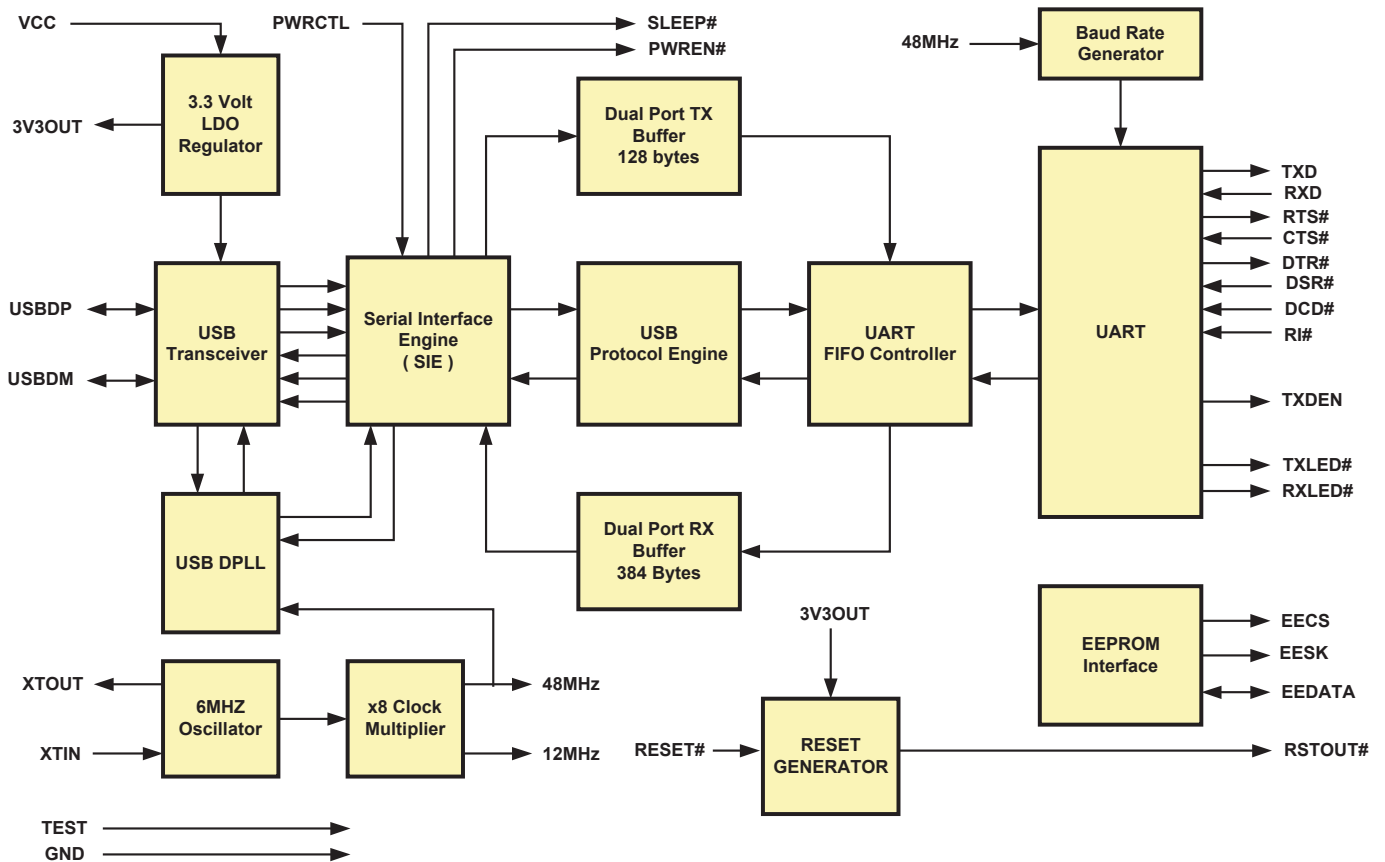 VCC
PWRCTL
SLEEP#
PWREN#
48MHz
Baud Rate
Generator
3V3OUT
3.3 Volt
LDO
Regulator
Dual Port TX
Buffer
128 bytes
TXD
RXD
RTS#
CTS#
DTR#
DSR#
DCD#
RI#
TXDEN
TXLED#
RXLED#
USBDP
USBDM
USB
Transceiver
Serial Interface
Engine
( SIE )
USB
Protocol Engine
UART
FIFO Controller
UART
USB DPLL
Dual Port RX
Buffer
384 Bytes
3V3OUT
EEPROM
Interface
EECS
EESK
EEDATA
XTOUT
XTIN
6MHZ
Oscillator
x8 Clock
Multiplier
48MHz
12MHz
RESET#
RESET
GENERATOR
RSTOUT#
TEST
GND